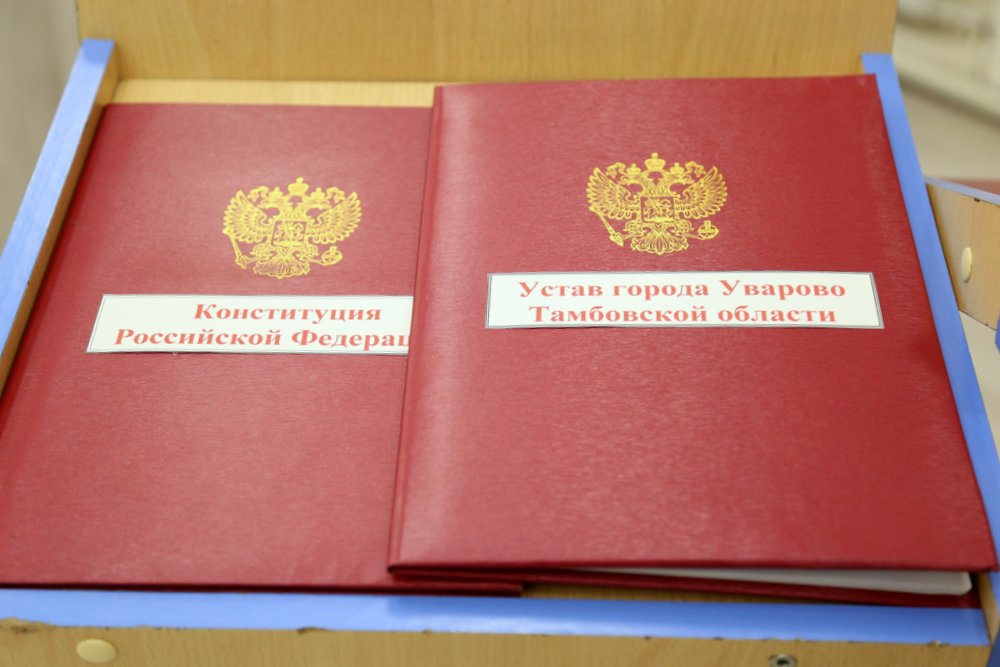 Конституция
Российской Федерац
Устав города Уварово
Тамбовской области